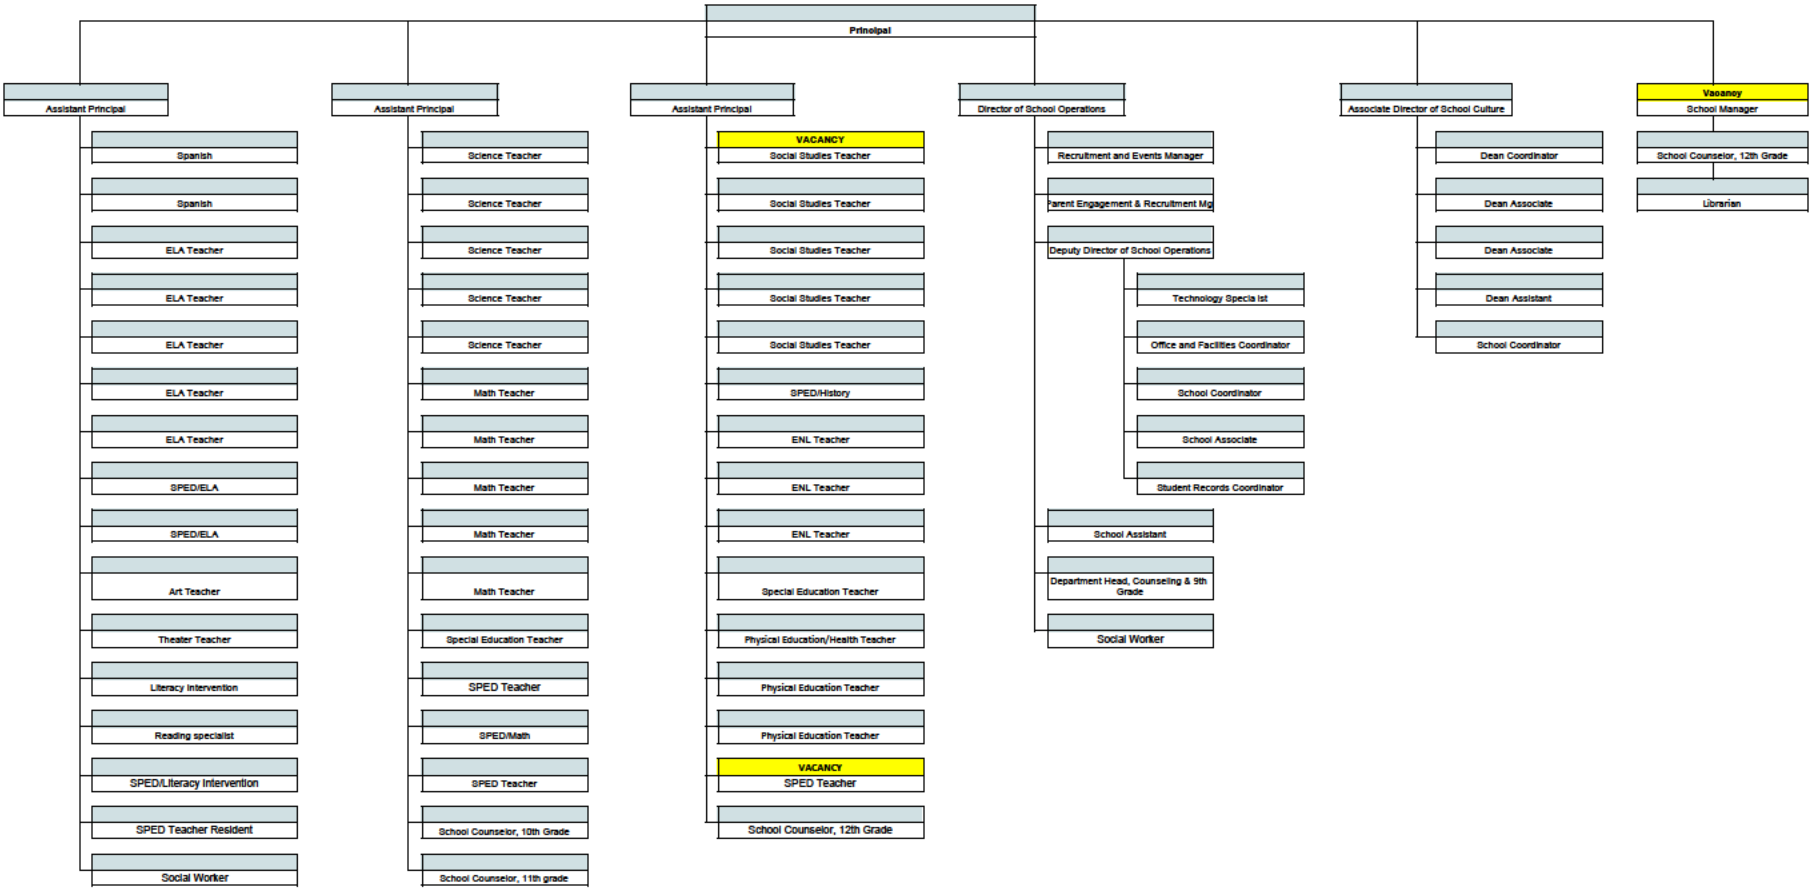 Principal
Assistant Principal
Spanish
Spanish
ELA Teacher
ELA Teacher
ELA Teacher
ELA Teacher
ELA Teacher
SPED/ELA
SPED/ELA
Art Teacher
Theater Teacher
Literacy Intervention
Reading specialist
SPED/Literacy Intervention
SPED Teacher Resident
Social Worker
Assistant Principal
Science Teacher
Science Teacher
Science Teacher
Science Teacher
Science Teacher
Math Teacher
Math Teacher
Math Teacher
Math Teacher
Math Teacher
Special Education Teacher
SPED Teacher
SPED/Math
SPED Teacher
School Counselor, 10th Grade
School Counselor, 11th grade
Assistant Principal
VACANCY
Social Studies Teacher
Social Studies Teacher
Social Studies Teacher
Social Studies Teacher
Social Studies Teacher
SPED/History
ENL Teacher
ENL Teacher
ENL Teacher
Special Education Teacher
Physical Education/Health Teacher
Physical Education Teacher
Physical Education Teacher
VACANCY
SPED Teacher
School Counselor, 12th Grade
Director of School Operations
Recruitment and Events Manager
Parent Engagement & Recruitment Mg
Deputy Director of School Operations
Technology Specia ist
Office and Facilities Coordinator
School Coordinator
School Associate
Student Records Coordinator
School Assistant
Department Head, Counseling & 9th
Grade
Social Worker
Associate Director of School Culture
Dean Coordinator
Dean Associate
Dean Associate
Dean Assistant
School Coordinator
Vacancy
School Manager
School Counselor, 12th Grade
Librarian